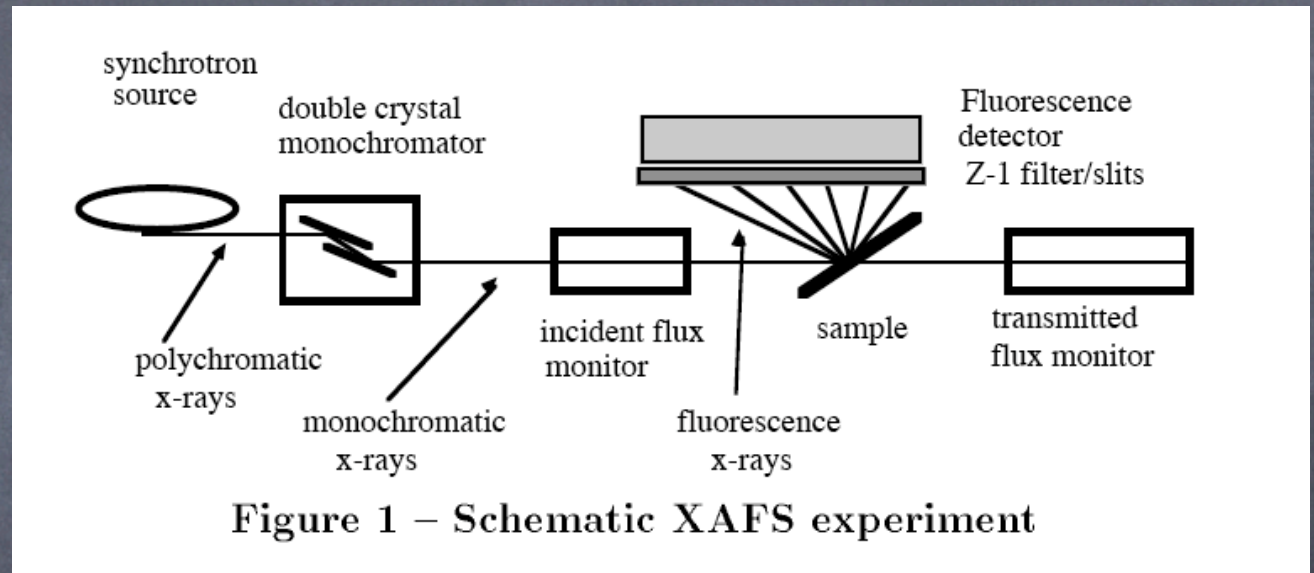 synchrotron
source
double crystal
monochromator
Fluorescence
detector
Z-1 filter/slits
polychromatic
x-rays
incident flux
monitor
sample
transmitted
flux monitor
monochromatic
x-rays
fluorescence
x-rays
Figure 1 – Schematic XAFS experiment